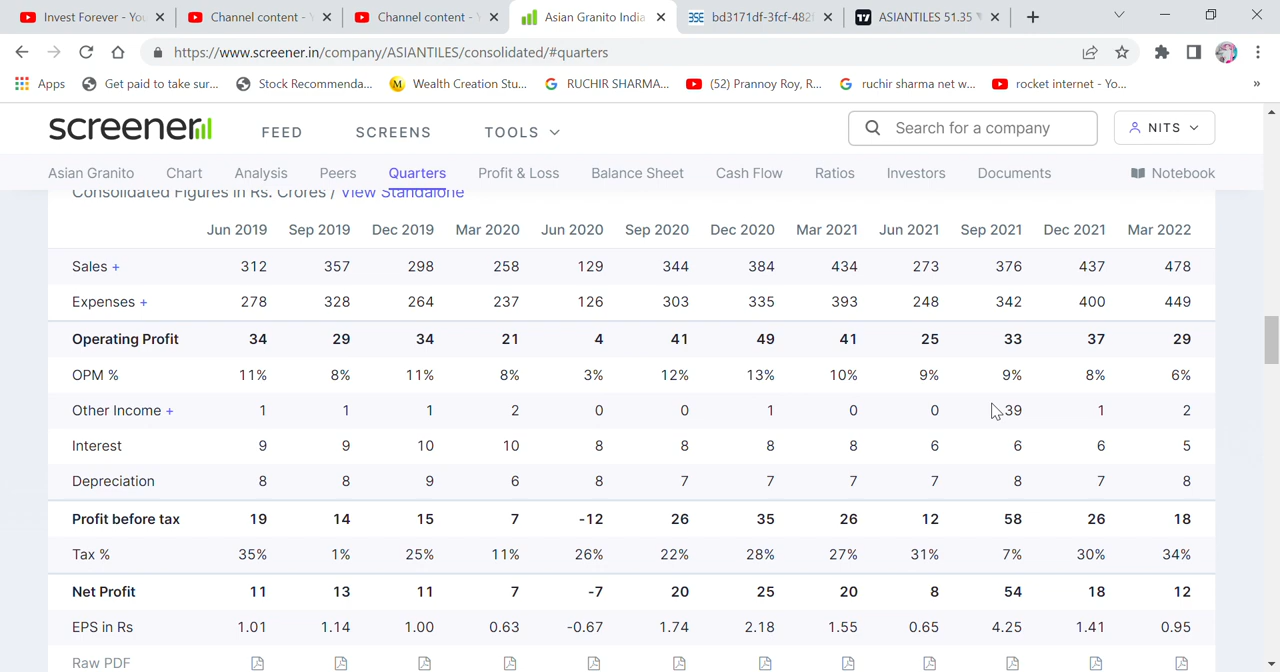 Invest Forever - You
Channel content -
Channel content -
Asian Granito India
bd3171df-3fcf-482
ASIANTILES 51.35
https://www.screener.in/company/ASIANTILES/consolidated/#quarters
Apps Get paid to take sur... Stock Recommenda... Wealth Creation Stu... RUCHIR SHARMA... (52) Prannoy Roy, R... ruchir sharma net w... rocket internet - Yo... »
screener FEED SCREENS TOOLS Search for a company NITS
Asian Granito Chart Analysis Peers Quarters Profit & Loss Balance Sheet Cash Flow Ratios Investors Documents Notebook
Consolidated Figures in Rs. Crores / View Standalone
Jun 2019 Sep 2019 Dec 2019 Mar 2020 Jun 2020 Sep 2020 Dec 2020 Mar 2021 Jun 2021 Sep 2021 Dec 2021 Mar 2022
Sales + 312 357 298 258 129 344 384 434 273 376 437 478
Expenses + 278 328 264 237 126 303 335 393 248 342 400 449
Operating Profit 34 29 34 21 4 41 49 41 25 33 37 29
OPM % 11% 8% 11% 8% 3% 12% 13% 10% 9% 9% 8% 6%
Other Income + 1 1 1 2 0 0 1 0 0 39 1 2
Interest 9 9 10 10 8 8 8 8 6 6 6 5
Depreciation 8 8 9 6 8 7 7 7 7 8 7 8
Profit before tax 19 14 15 7 -12 26 35 26 12 58 26 18
Tax % 35% 1% 25% 11% 26% 22% 28% 27% 31% 7% 30% 34%
Net Profit 11 13 11 7 -7 20 25 20 8 54 18 12
EPS in Rs 1.01 1.14 1.00 0.63 -0.67 1.74 2.18 1.55 0.65 4.25 1.41 0.95
Raw PDF